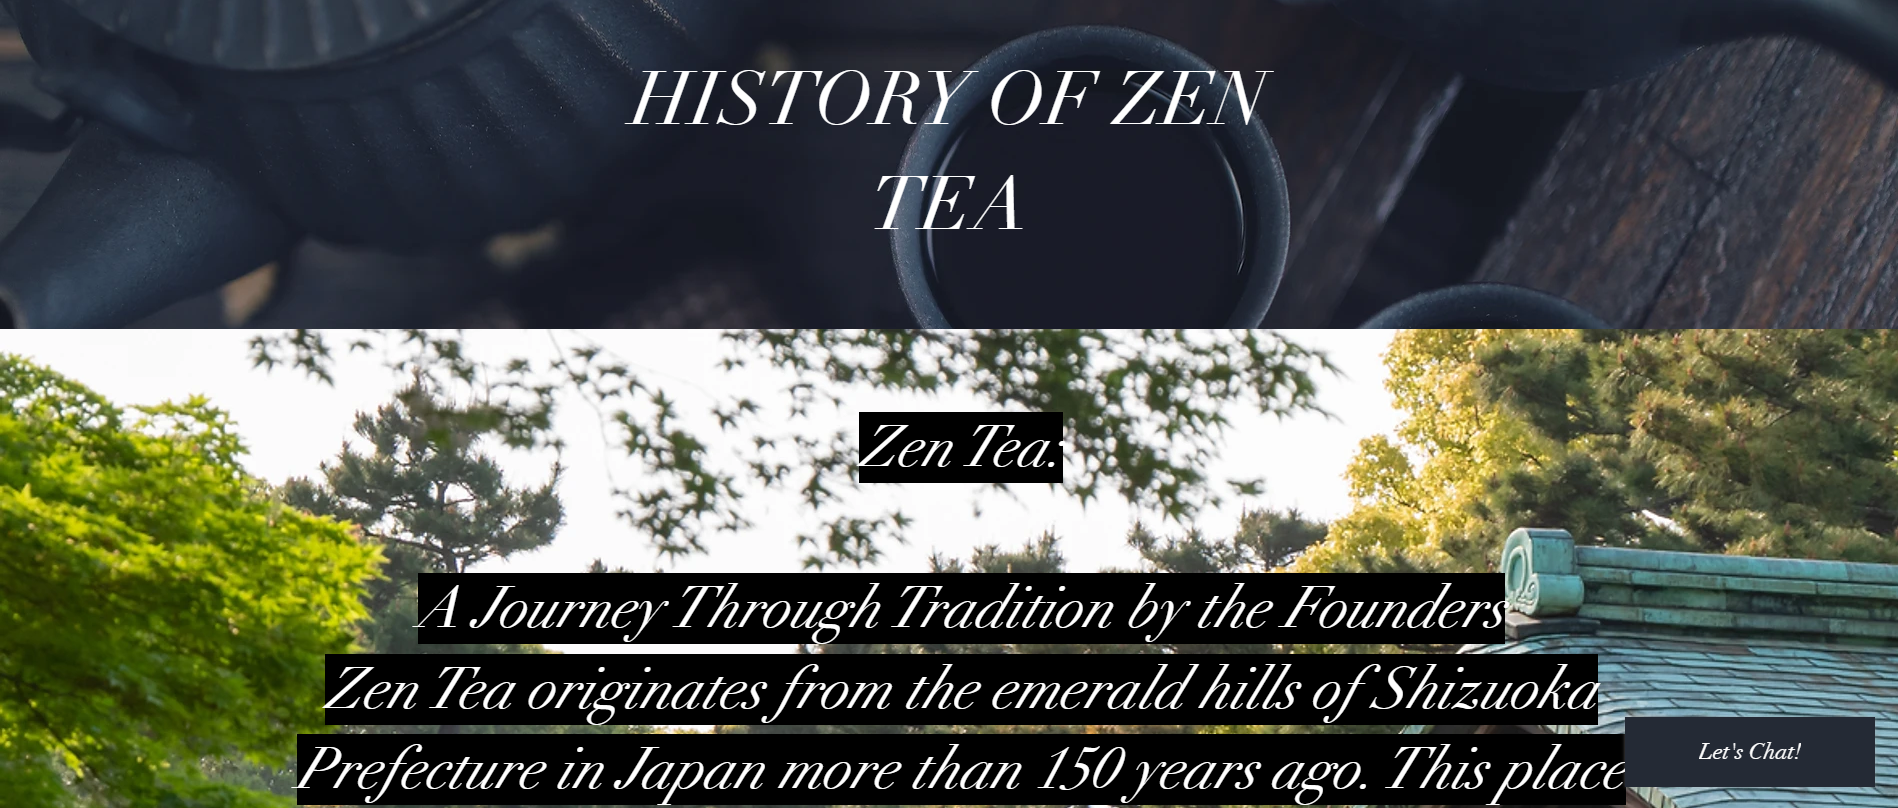 HISTORY OF ZEN
TEA
Zen Tea:
A Journey Through Tradition by the Founders
Zen Tea originates from the emerald hills of Shizuoka
Prefecture in Japan more than 150 years ago. This place
Let's Chat!